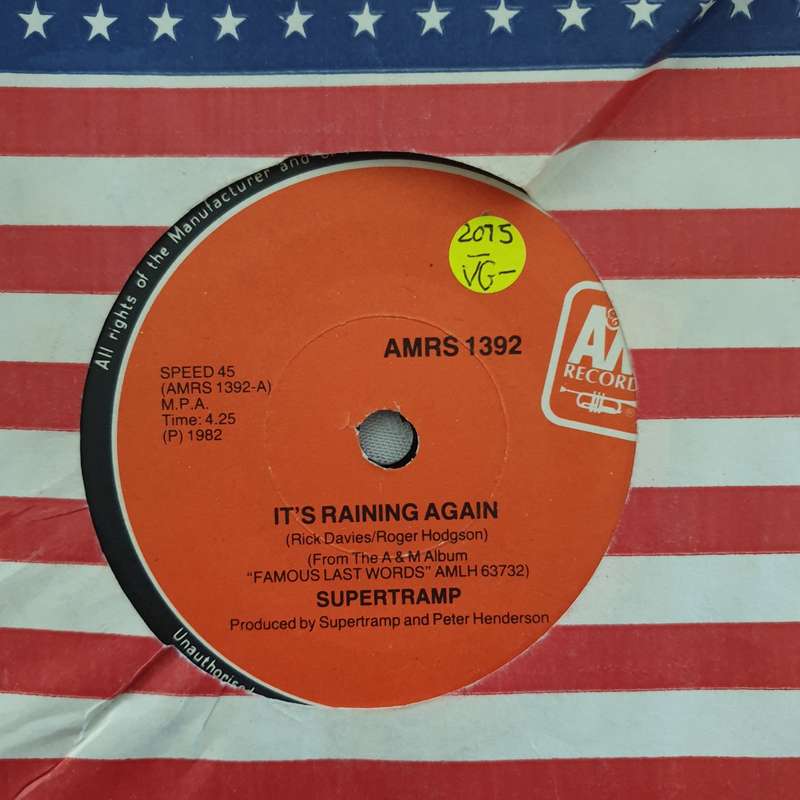 All rights of the Manufacturer and
2075
VG-
AMRS 1392
A&M
RECORDS
SPEED 45
(AMRS 1392-A)
M.P.A.
Time: 4.25
(P) 1982
IT'S RAINING AGAIN
(Rick Davies/Roger Hodgson)
(From The A & M Album
"FAMOUS LAST WORDS" AMLH 63732)
SUPERTRAMP
Produced by Supertramp and Peter Henderson
Unauthorised